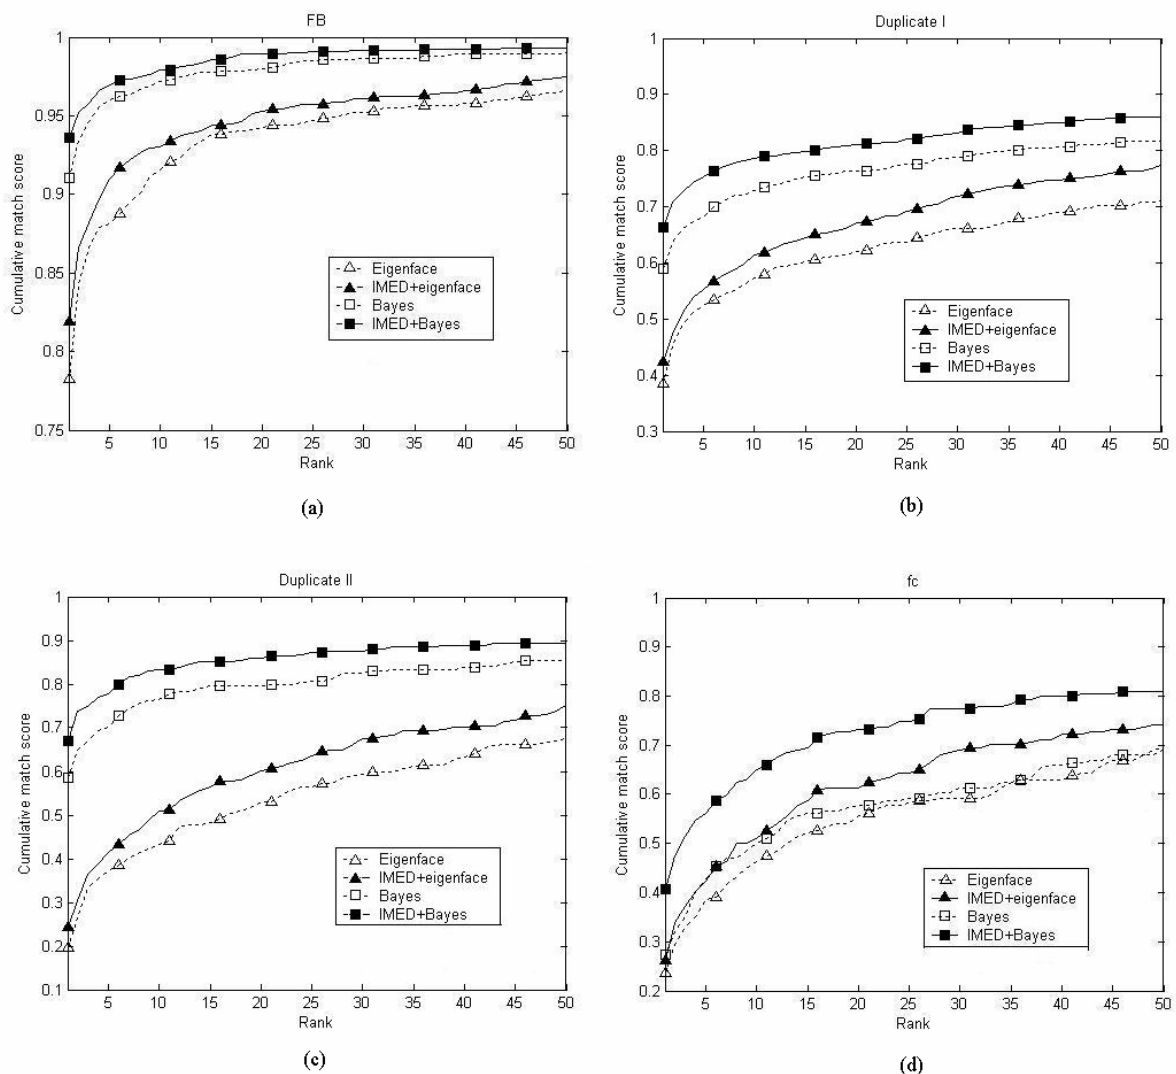 FB
Cumulative match score
1
0.95
0.9
0.85
0.8
0.75
Eigenface
IMED+eigenface
Bayes
IMED+Bayes
5 10 15 20 25 30 35 40 45 50
Rank
(a)
Duplicate I
Cumulative match score
1
0.9
0.8
0.7
0.6
0.5
0.4
0.3
Eigenface
IMED+eigenface
Bayes
IMED+Bayes
5 10 15 20 25 30 35 40 45 50
Rank
(b)
Duplicate II
Cumulative match score
1
0.9
0.8
0.7
0.6
0.5
0.4
0.3
0.2
0.1
Eigenface
IMED+eigenface
Bayes
IMED+Bayes
5 10 15 20 25 30 35 40 45 50
Rank
(c)
fc
Cumulative match score
1
0.9
0.8
0.7
0.6
0.5
0.4
0.3
0.2
Eigenface
IMED+eigenface
Bayes
IMED+Bayes
5 10 15 20 25 30 35 40 45 50
Rank
(d)